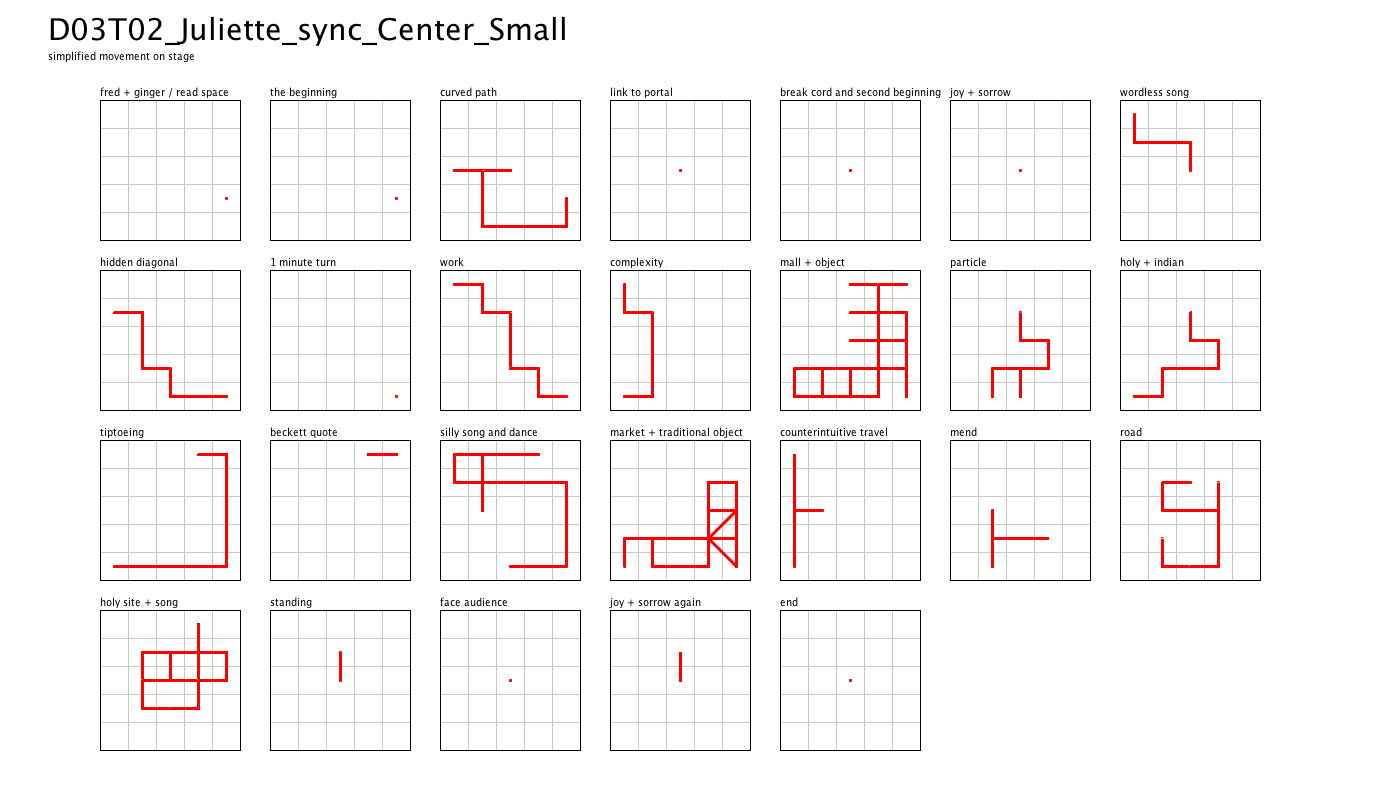 D03T02_Juliette_sync_Center_Small
simplified movement on stage
fred + ginger / read space
the beginning
curved path
link to portal
break cord and second beginning
joy + sorrow
wordless song
hidden diagonal
1 minute turn
work
complexity
mall + object
particle
holy + indian
tiptoeing
beckett quote
silly song and dance
market + traditional object
counterintuitive travel
mend
road
holy site + song
standing
face audience
joy + sorrow again
end